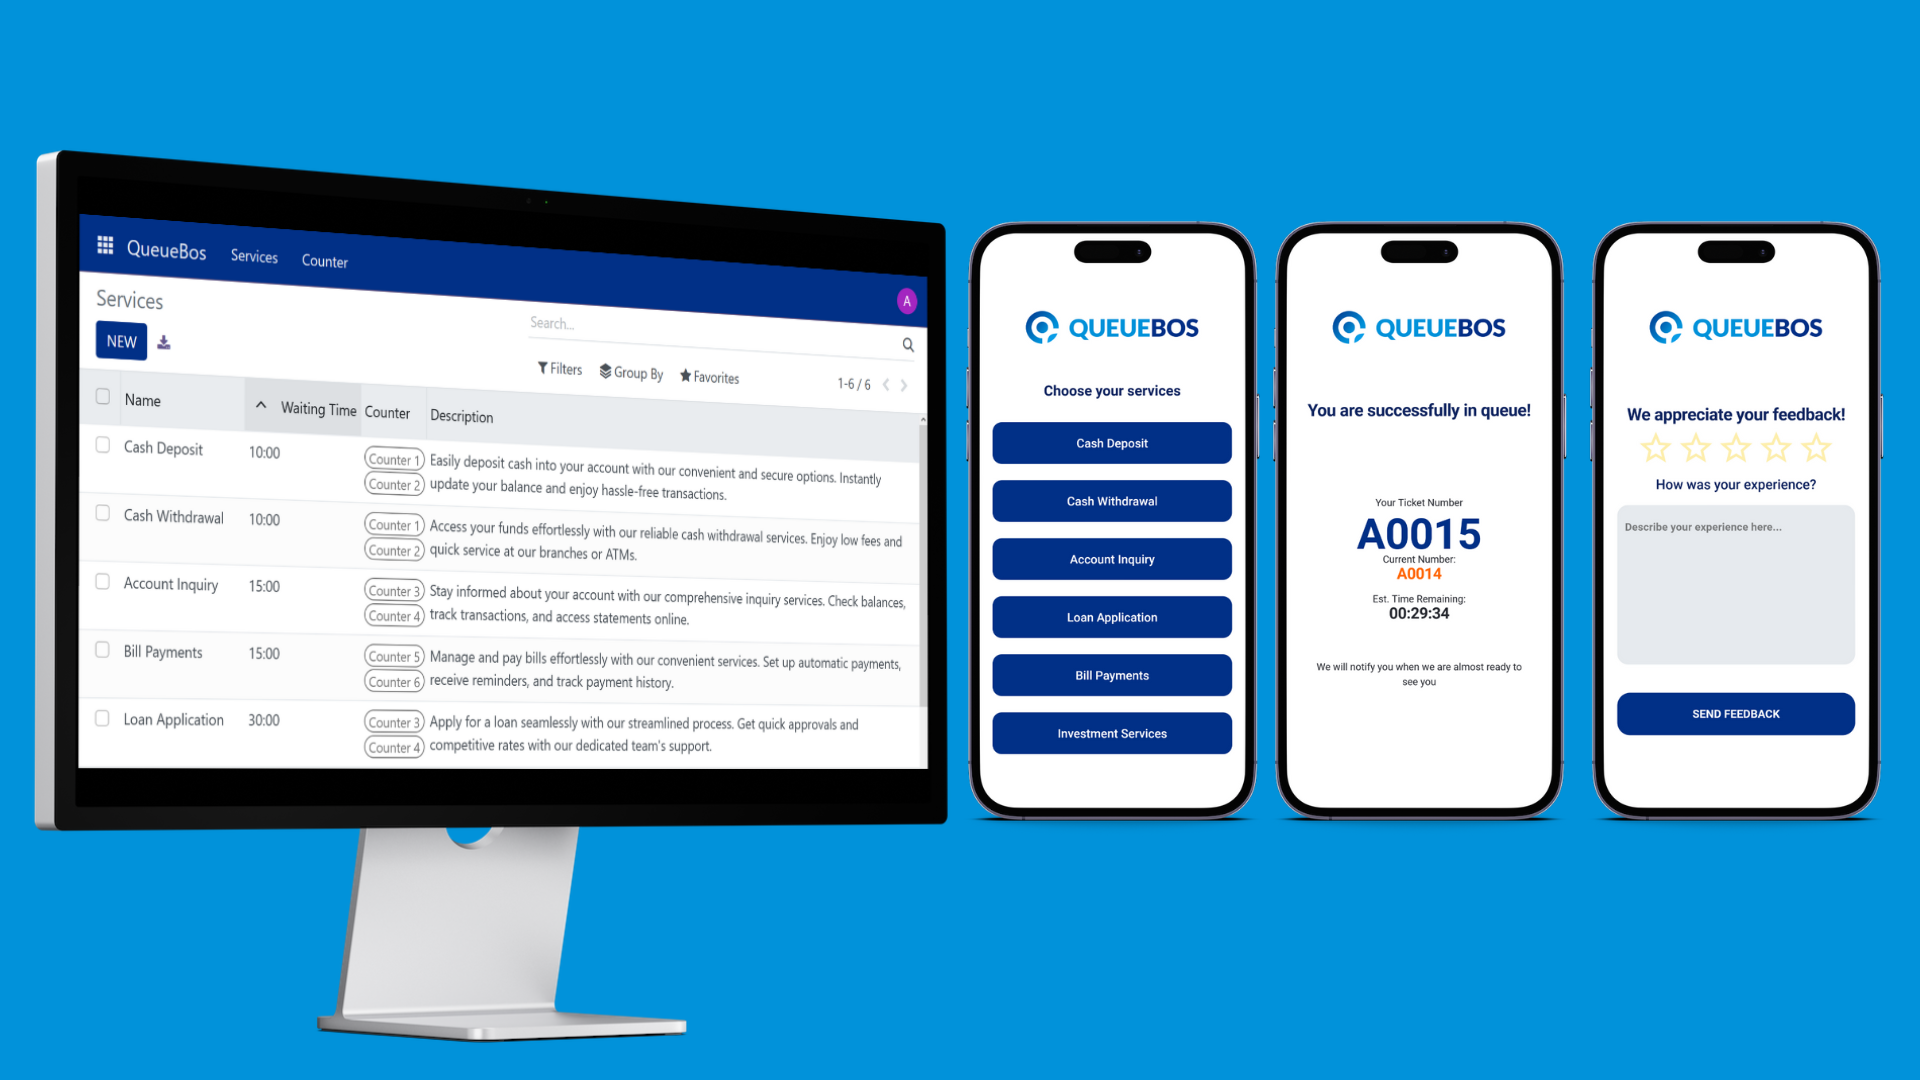 QueueBos Services Counter
A
Services
Search...
NEW
Filters Group By Favorites 1-6 / 6
Name Waiting Time Counter Description
Cash Deposit 10:00 Counter 1 Easily deposit cash into your account with our convenient and secure options. Instantly
Counter 2 update your balance and enjoy hassle-free transactions.
Cash Withdrawal 10:00 Counter 1 Access your funds effortlessly with our reliable cash withdrawal services. Enjoy low fees and
Counter 2 quick service at our branches or ATMs.
Account Inquiry 15:00 Counter 3 Stay informed about your account with our comprehensive inquiry services. Check balances,
Counter 4 track transactions, and access statements online.
Bill Payments 15:00 Counter 5 Manage and pay bills effortlessly with our convenient services. Set up automatic payments,
Counter 6 receive reminders, and track payment history.
Loan Application 30:00 Counter 3 Apply for a loan seamlessly with our streamlined process. Get quick approvals and
Counter 4 competitive rates with our dedicated team's support.
QUEUEBOS
Choose your services
Cash Deposit
Cash Withdrawal
Account Inquiry
Loan Application
Bill Payments
Investment Services
QUEUEBOS
You are successfully in queue!
Your Ticket Number
A0015
Current Number:
A0014
Est. Time Remaining:
00:29:34
We will notify you when we are almost ready to
see you
QUEUEBOS
We appreciate your feedback!
How was your experience?
Describe your experience here...
SEND FEEDBACK